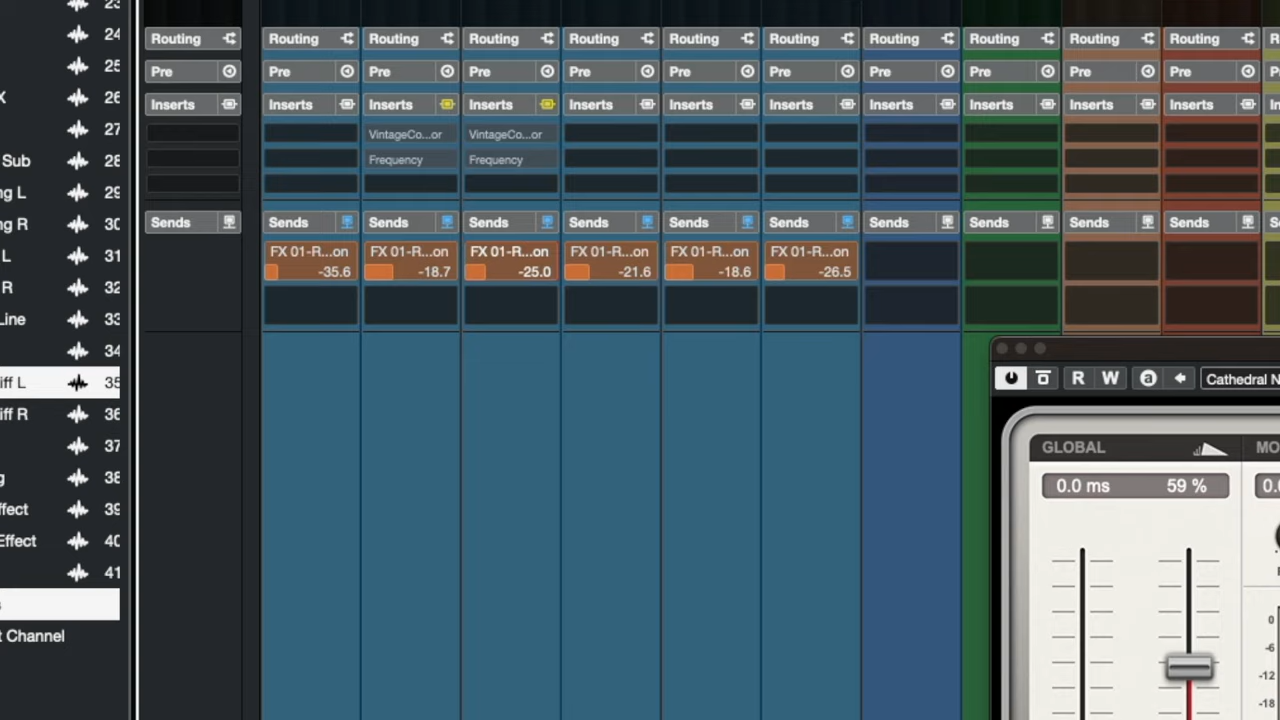 23
24
25
X 26
27
Sub 28
ng L 29
ng R 30
L 31
R 32
Line 33
34
iff L 35
iff R 36
37
g 38
ffect 39
Effect 40
41
s
t Channel
Routing Routing Routing Routing Routing Routing Routing Routing Routing Routing Routing
Pre Pre Pre Pre Pre Pre Pre Pre Pre Pre Pre
Inserts Inserts Inserts Inserts Inserts Inserts Inserts Inserts Inserts Inserts Inserts
VintageCo...or VintageCo...or
Frequency Frequency
Sends Sends Sends Sends Sends Sends Sends Sends Sends Sends Sends S
FX 01-R...on FX 01-R...on FX 01-R...on FX 01-R...on FX 01-R...on FX 01-R...on
-35.6 -18.7 -25.0 -21.6 -18.6 -26.5
R W a Cathedral N
GLOBAL MO
0.0 ms 59 % 0.
0
-6
-12
-18